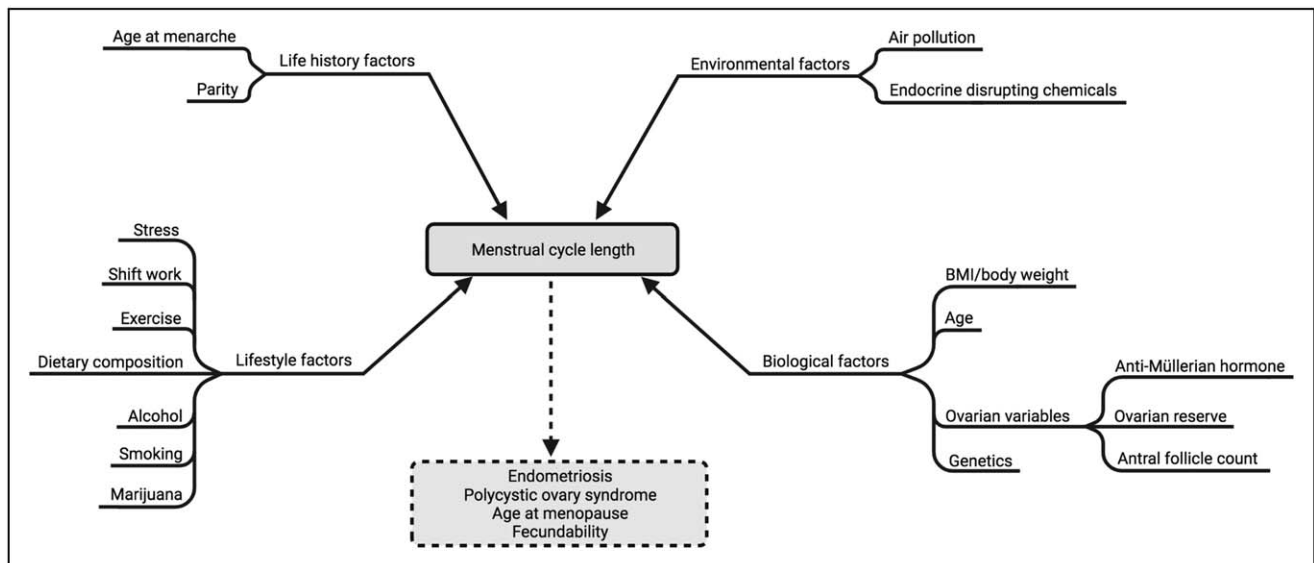 Age at menarche
Life history factors
Parity
Air pollution
Environmental factors
Endocrine disrupting chemicals
Menstrual cycle length
Stress
Shift work
Exercise
Dietary composition
Lifestyle factors
Alcohol
Smoking
Marijuana
BMI/body weight
Age
Biological factors
Ovarian variables
Genetics
Anti-Müllerian hormone
Ovarian reserve
Antral follicle count
Endometriosis
Polycystic ovary syndrome
Age at menopause
Fecundability